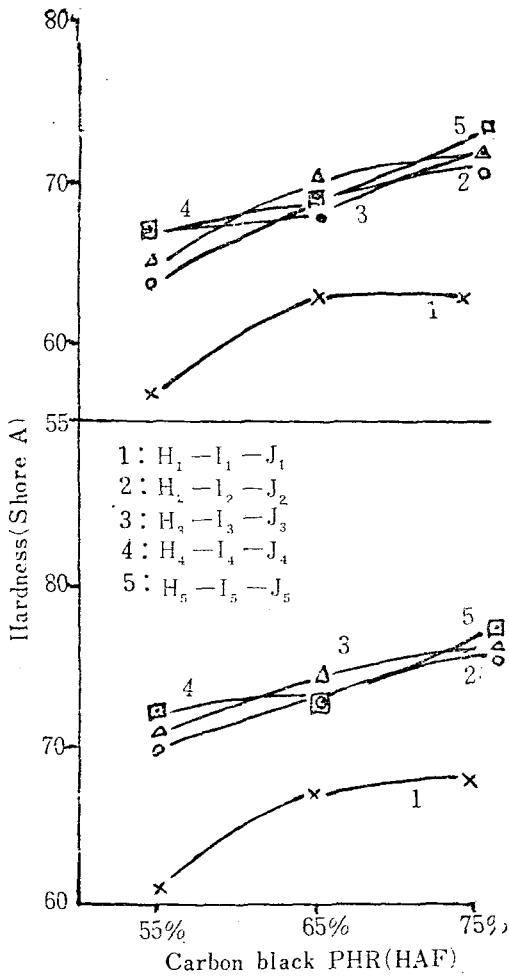 80
5
4
70
2
3
60
1
55
Hardness(Shore A)
1: H₁ —I₁ —J₁
2: H₂ —I₂ —J₂
3: H₃ —I₃ —J₃
4: H₄ —I₄ —J₄
5: H₅ —I₅ —J₅
80
5
3
4
2
70
1
60
55% 65% 75%
Carbon black PHR(HAF)